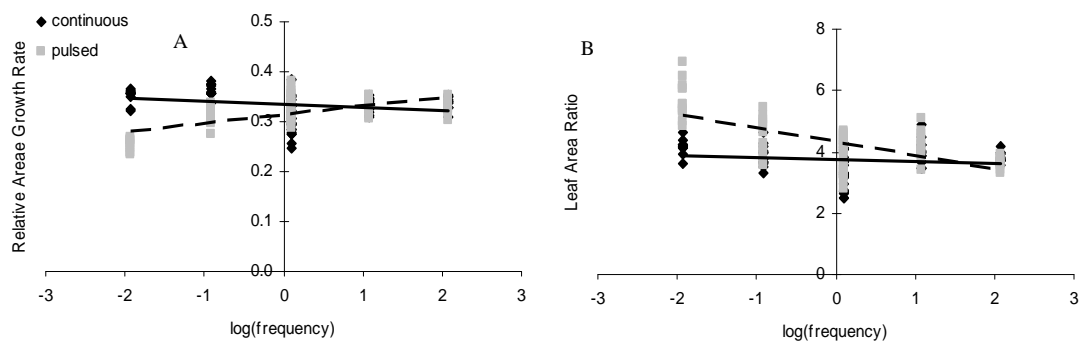 continuous
pulsed
A
Relative Areae Growth Rate
0.5
0.4
0.3
0.2
0.1
0.0
-3 -2 -1 0 1 2 3
log(frequency)
B
Leaf Area Ratio
8
6
4
2
0
-3 -2 -1 0 1 2 3
log(frequency)